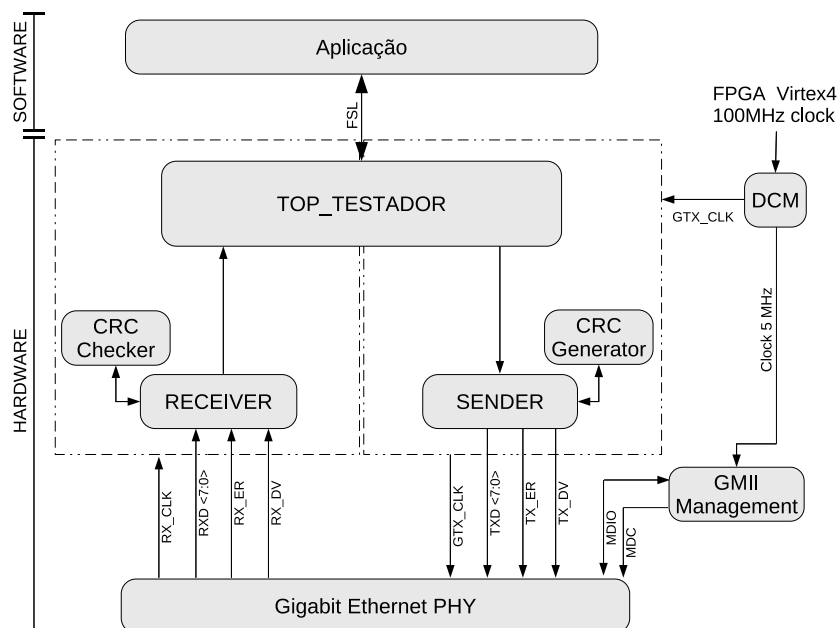 SOFTWARE
Aplicação
FSL
FPGA Virtex4
100MHz clock
DCM
GTX_CLK
TOP_TESTADOR
HARDWARE
CRC
Checker
CRC
Generator
Clock 5 MHz
RECEIVER
SENDER
RX_CLK
RXD <7:0>
RX_ER
RX_DV
GTX_CLK
TXD <7:0>
TX_ER
TX_DV
MDIO
MDC
GMII
Management
Gigabit Ethernet PHY